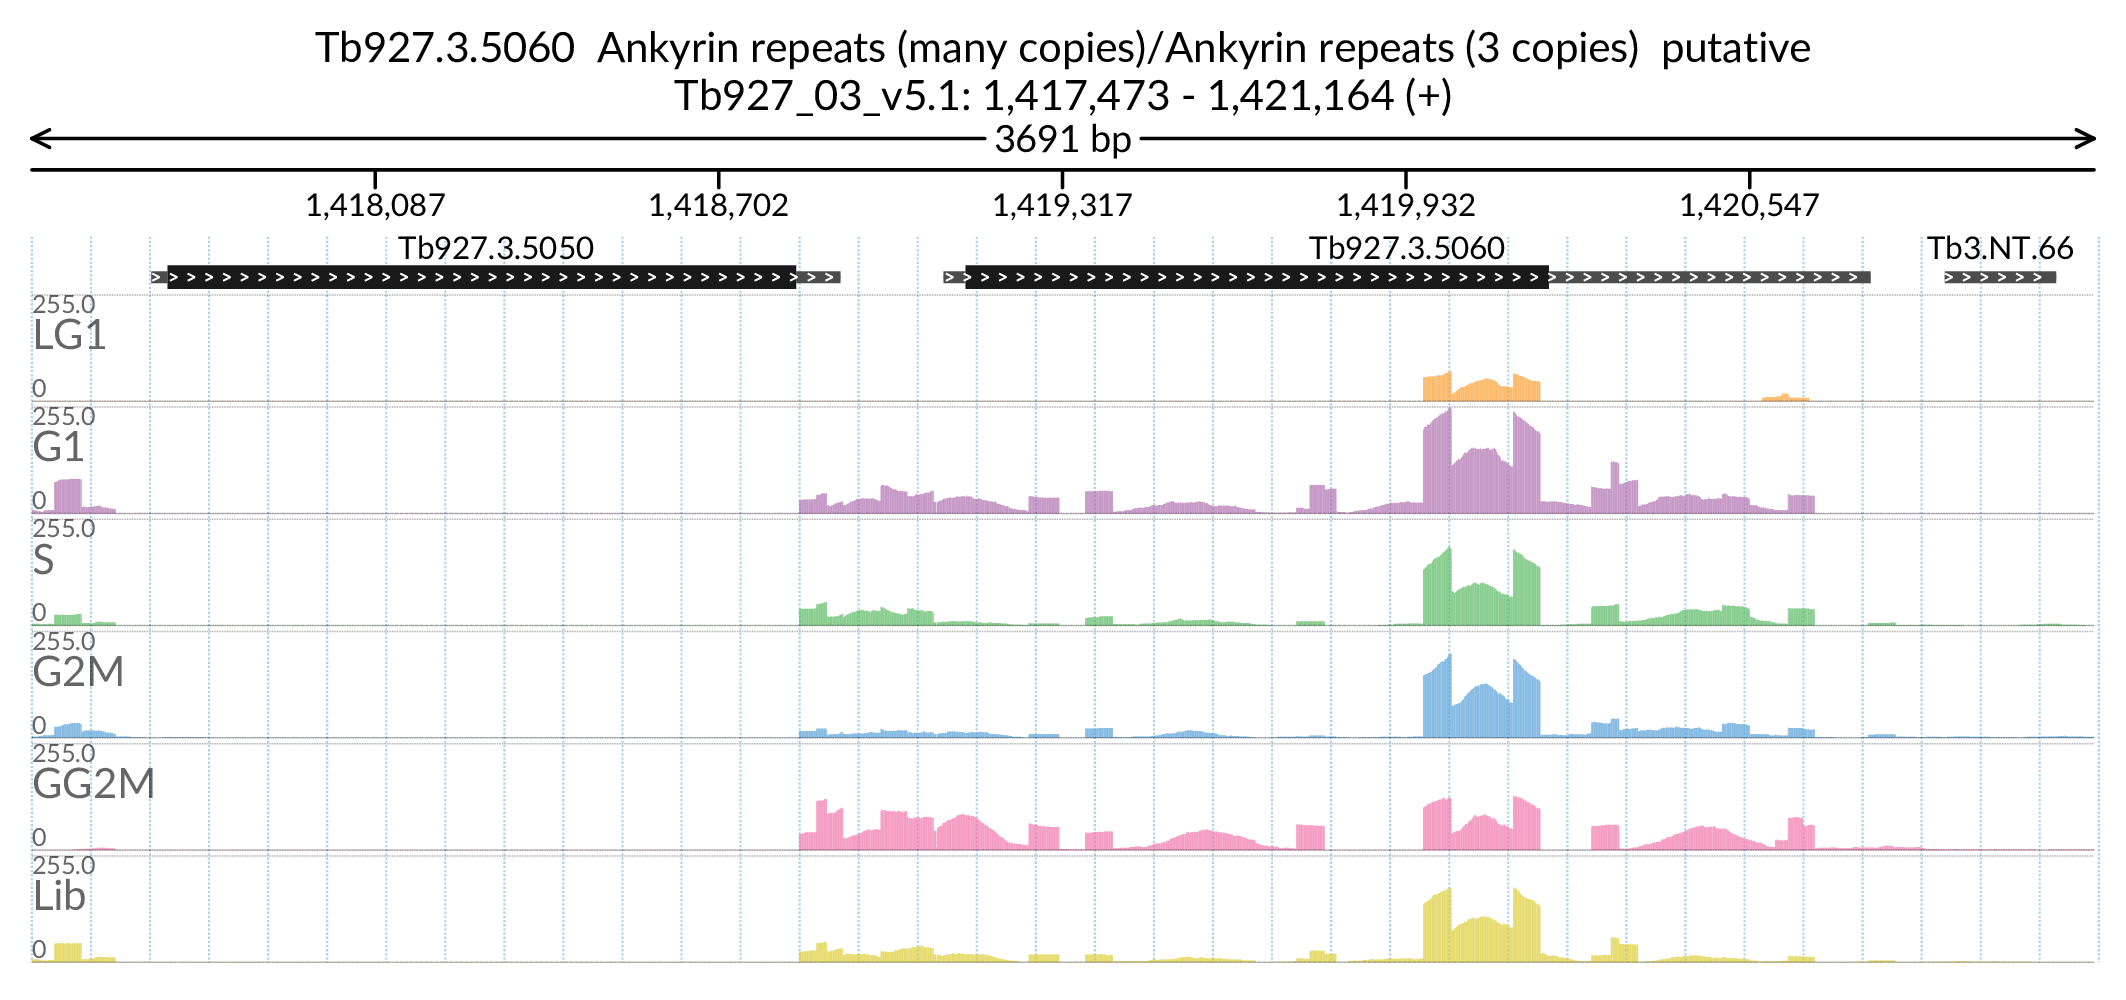 Tb927.3.5060  Ankyrin repeats (many copies)/Ankyrin repeats (3 copies)  putative
Tb927_03_v5.1: 1,417,473 - 1,421,164 (+)
3691 bp
1,418,087 1,418,702 1,419,317 1,419,932 1,420,547
Tb927.3.5050 Tb927.3.5060 Tb3.NT.66
255.0
LG1
0
255.0
G1
0
255.0
S
0
255.0
G2M
0
255.0
GG2M
0
255.0
Lib
0